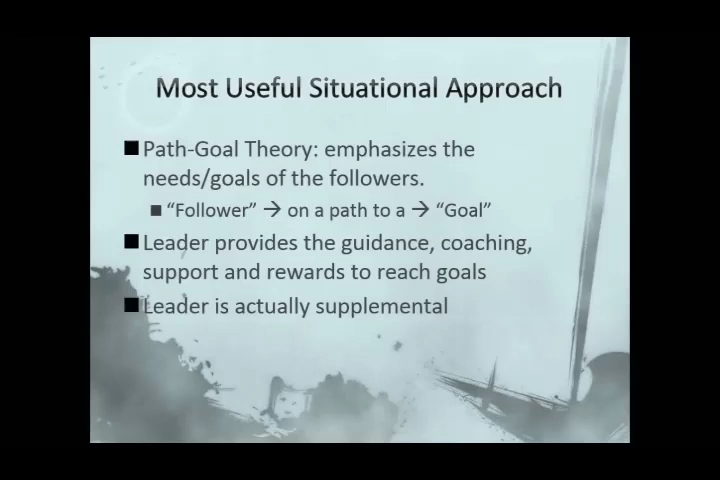 Most Useful Situational Approach
■ Path-Goal Theory: emphasizes the
needs/goals of the followers.
■ “Follower” → on a path to a → “Goal”
■ Leader provides the guidance, coaching,
support and rewards to reach goals
■ Leader is actually supplemental